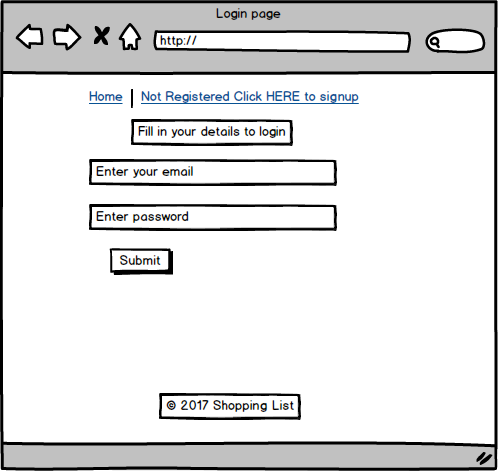 Login page
http://
Home | Not Registered Click HERE to signup
Fill in your details to login
Enter your email
Enter password
Submit
© 2017 Shopping List